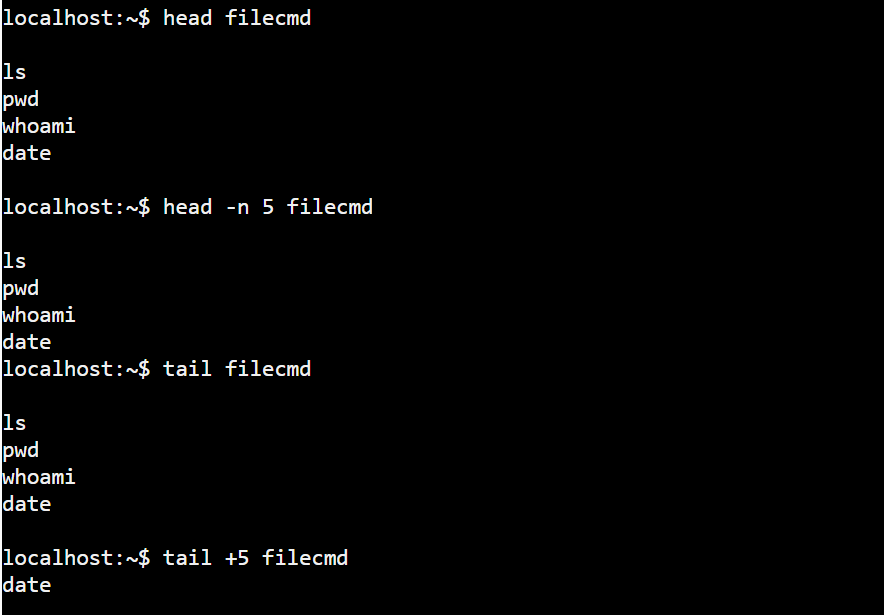 localhost:~$ head filecmd
ls
pwd
whoami
date
localhost:~$ head -n 5 filecmd
ls
pwd
whoami
date
localhost:~$ tail filecmd
ls
pwd
whoami
date
localhost:~$ tail +5 filecmd
date